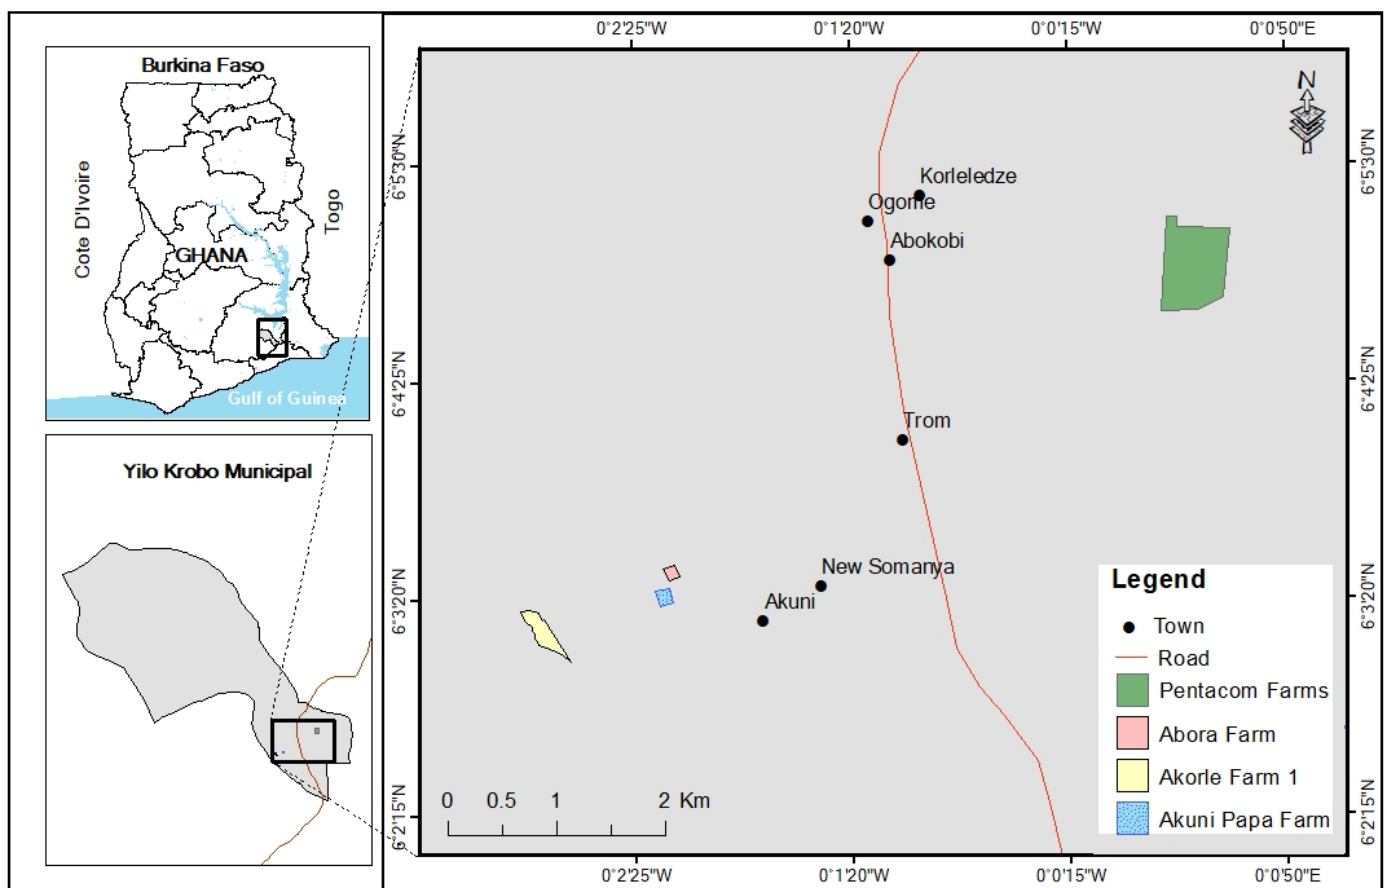 Burkina Faso
Cote D'Ivoire
Togo
GHANA
Gulf of Guinea
Yilo Krobo Municipal
0°2'25"W 0°1'20"W 0°0'15"W 0°0'50"E
6°5'30"N
6°4'25"N
6°3'20"N
6°2'15"N
N
Korleledze
Ogome
Abokobi
Trom
New Somanya
Akuni
0 0.5 1 2 Km
Legend
Town
Road
Pentacom Farms
Abora Farm
Akorle Farm 1
Akuni Papa Farm
6°5'30"N
6°4'25"N
6°3'20"N
6°2'15"N
0°2'25"W 0°1'20"W 0°0'15"W 0°0'50"E